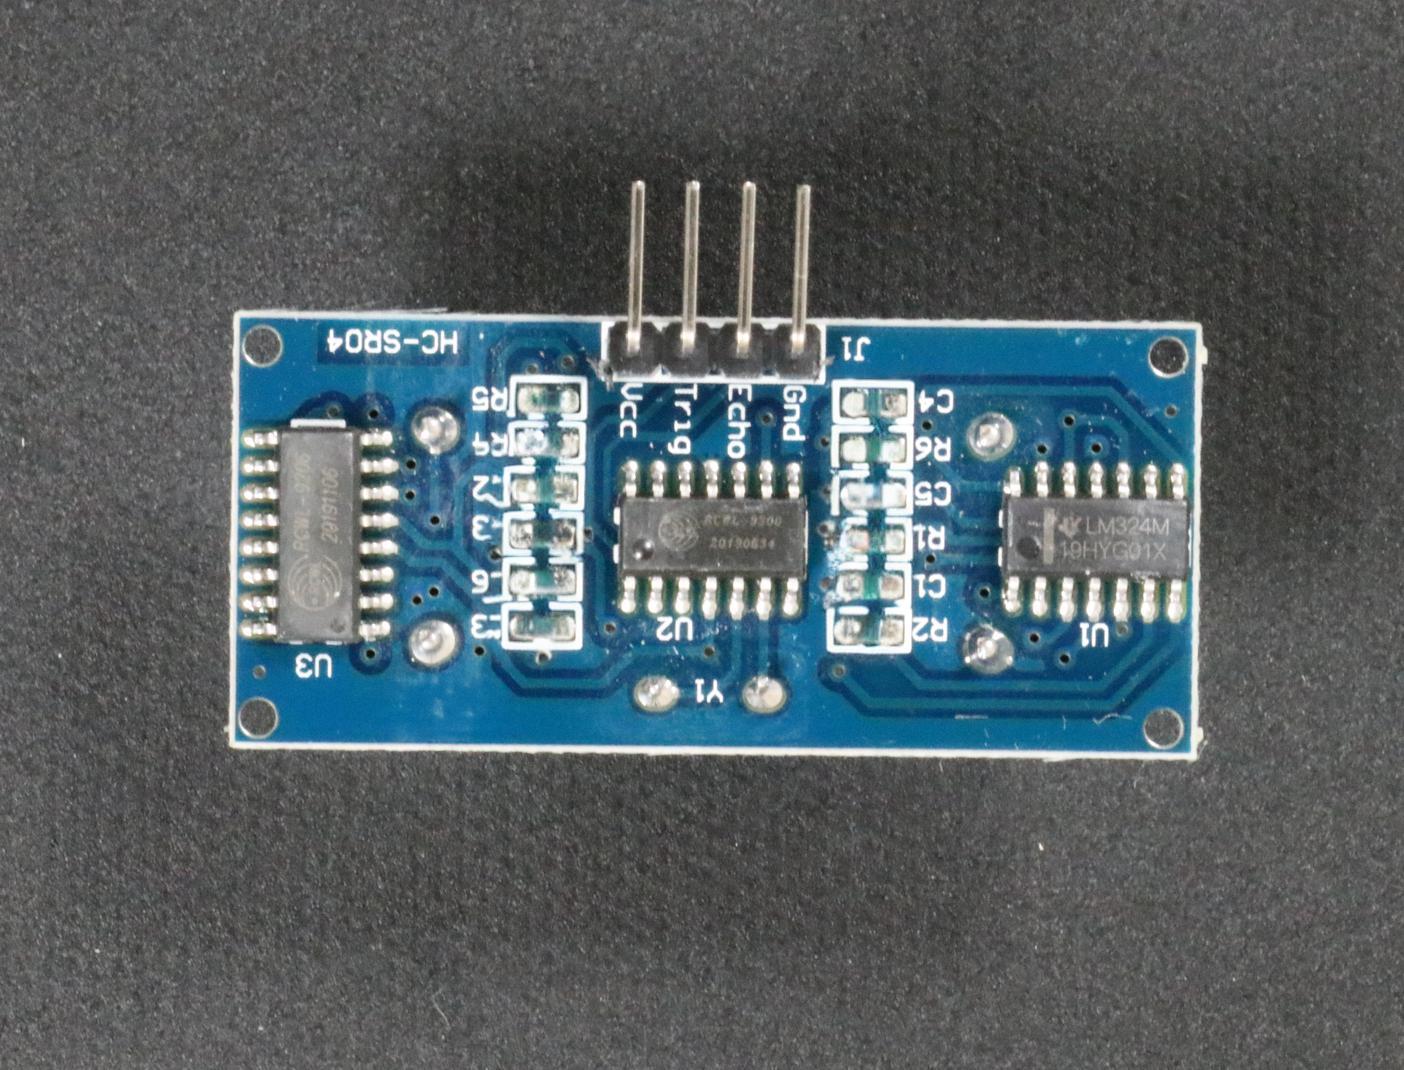 HC-SR04
J1
Vcc
Trig
Echo
Gnd
R5
R4
C4
R6
C5
R1
C1
R2
20191106
LM324M
19HYG01X
U3
U2
U1
Y1